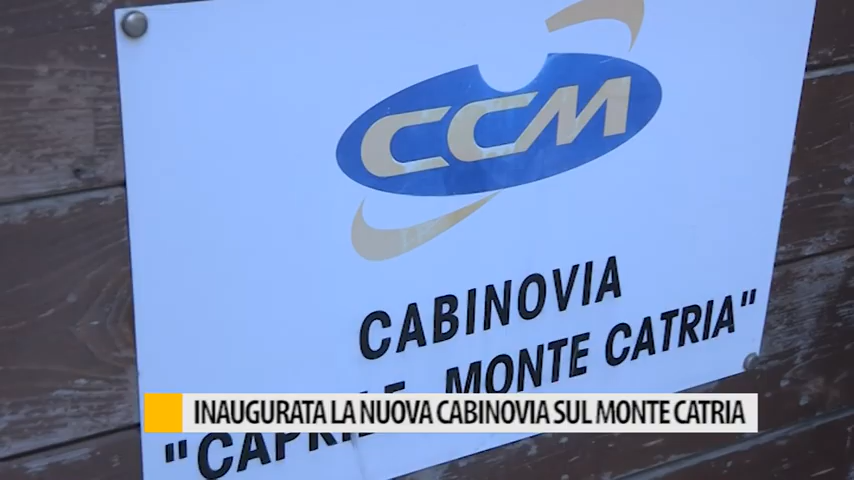 CCM
CABINOVIA
MONTE CATRIA"
INAUGURATA LA NUOVA CABINOVIA SUL MONTE CATRIA